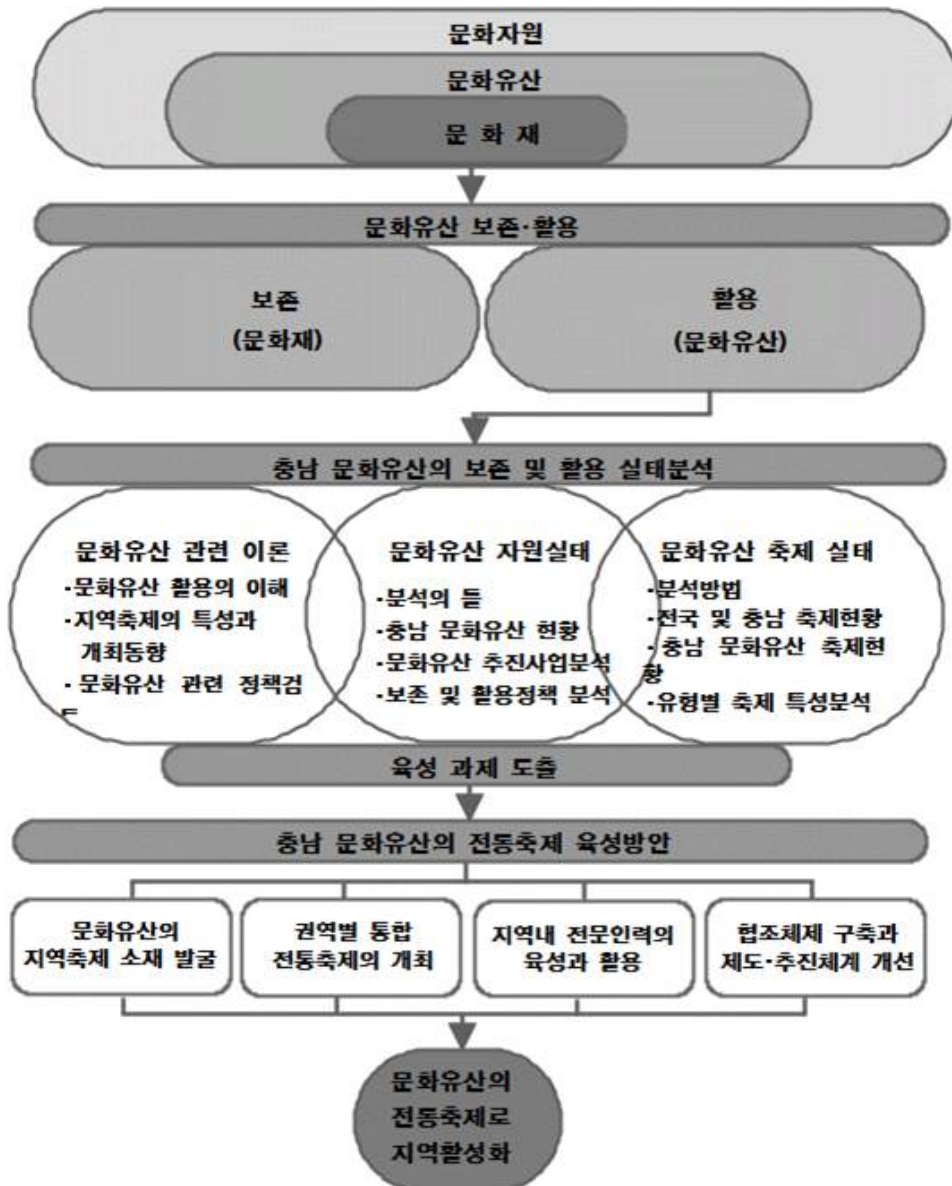 문화자원
문화유산
문 화 재
문화유산 보존·활용
보존
(문화재)
활용
(문화유산)
충남 문화유산의 보존 및 활용 실태분석
문화유산 관련 이론
·문화유산 활용의 이해
·지역축제의 특성과
개최동향
· 문화유산 관련 정책검
문화유산 자원실태
·분석의 틀
·충남 문화유산 현황
·문화유산 추진사업분석
·보존 및 활용정책 분석
문화유산 축제 실태
·분석방법
·전국 및 충남 축제현황
· 충남 문화유산 축제현
황
·유형별 축제 특성분석
육성 과제 도출
충남 문화유산의 전통축제 육성방안
문화유산의
지역축제 소재 발굴
권역별 통합
전통축제의 개최
지역내 전문인력의
육성과 활용
협조체제 구축과
제도·추진체계 개선
문화유산의
전통축제로
지역활성화